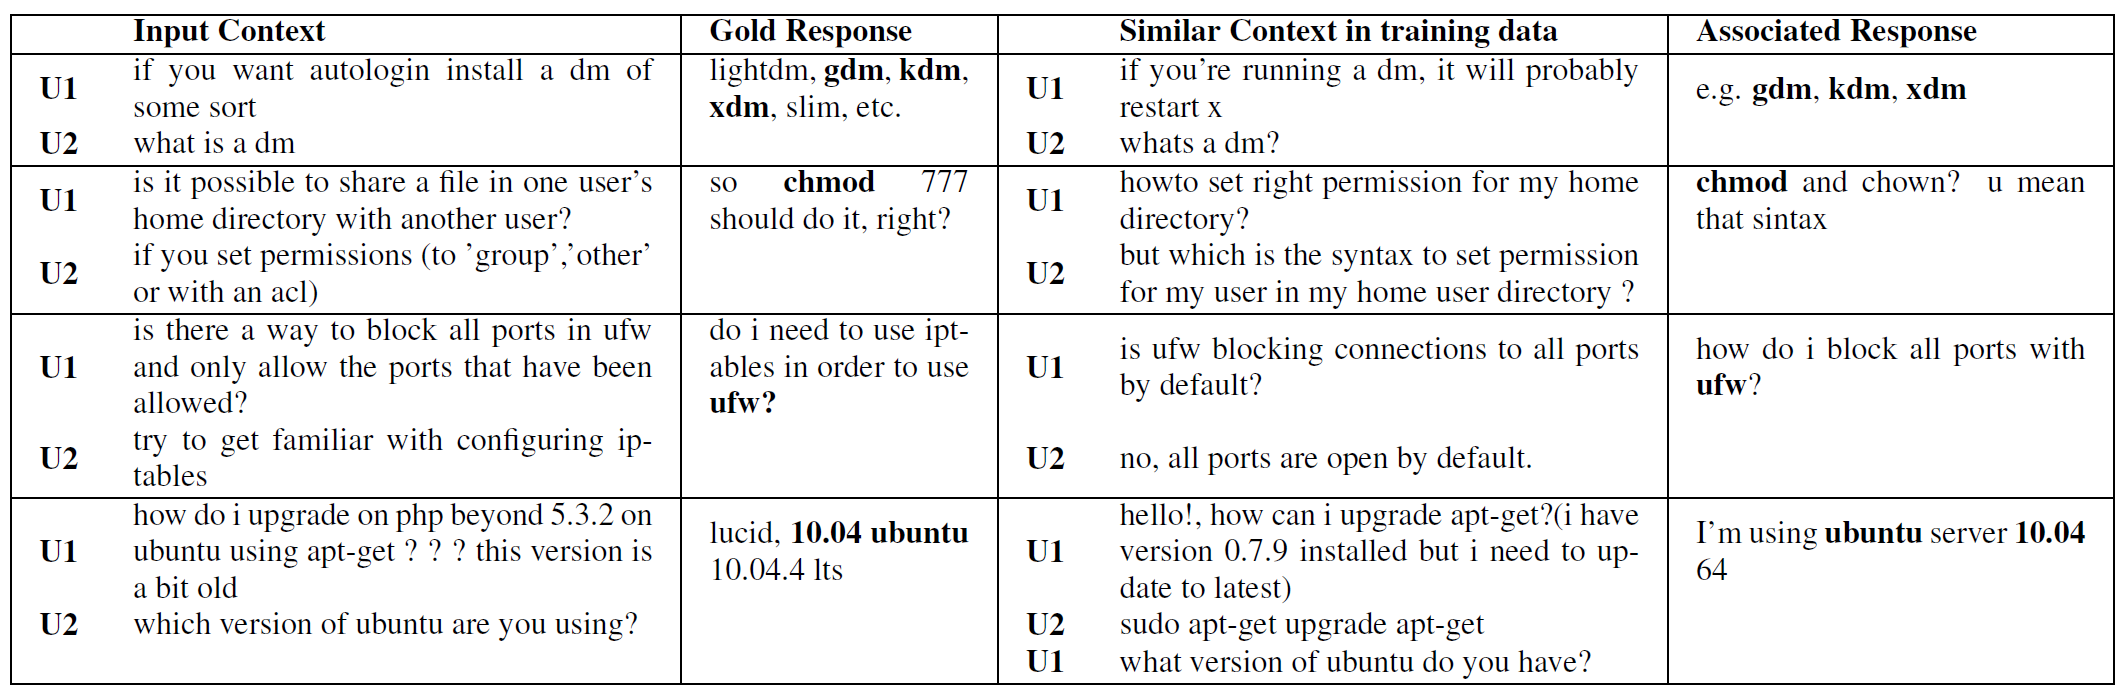 Input Context Gold Response Similar Context in training data Associated Response
U1 if you want autologin install a dm of
some sort
U2 what is a dm
lightdm, gdm, kdm,
xdm, slim, etc.
U1 if you're running a dm, it will probably
restart x
U2 whats a dm?
e.g. gdm, kdm, xdm
U1 is it possible to share a file in one user's
home directory with another user?
U2 if you set permissions (to 'group','other'
or with an acl)
so chmod 777
should do it, right?
U1 howto set right permission for my home
directory?
U2 but which is the syntax to set permission
for my user in my home user directory ?
chmod and chown? u mean
that sintax
U1 is there a way to block all ports in ufw
and only allow the ports that have been
allowed?
U2 try to get familiar with configuring ip-
tables
do i need to use ipt-
ables in order to use
ufw?
U1 is ufw blocking connections to all ports
by default?
U2 no, all ports are open by default.
how do i block all ports with
ufw?
U1 how do i upgrade on php beyond 5.3.2 on
ubuntu using apt-get ? ? ? this version is
a bit old
U2 which version of ubuntu are you using?
lucid, 10.04 ubuntu
10.04.4 lts
U1 hello!, how can i upgrade apt-get?(i have
version 0.7.9 installed but i need to up-
date to latest)
U2 sudo apt-get upgrade apt-get
U1 what version of ubuntu do you have?
I'm using ubuntu server 10.04
64